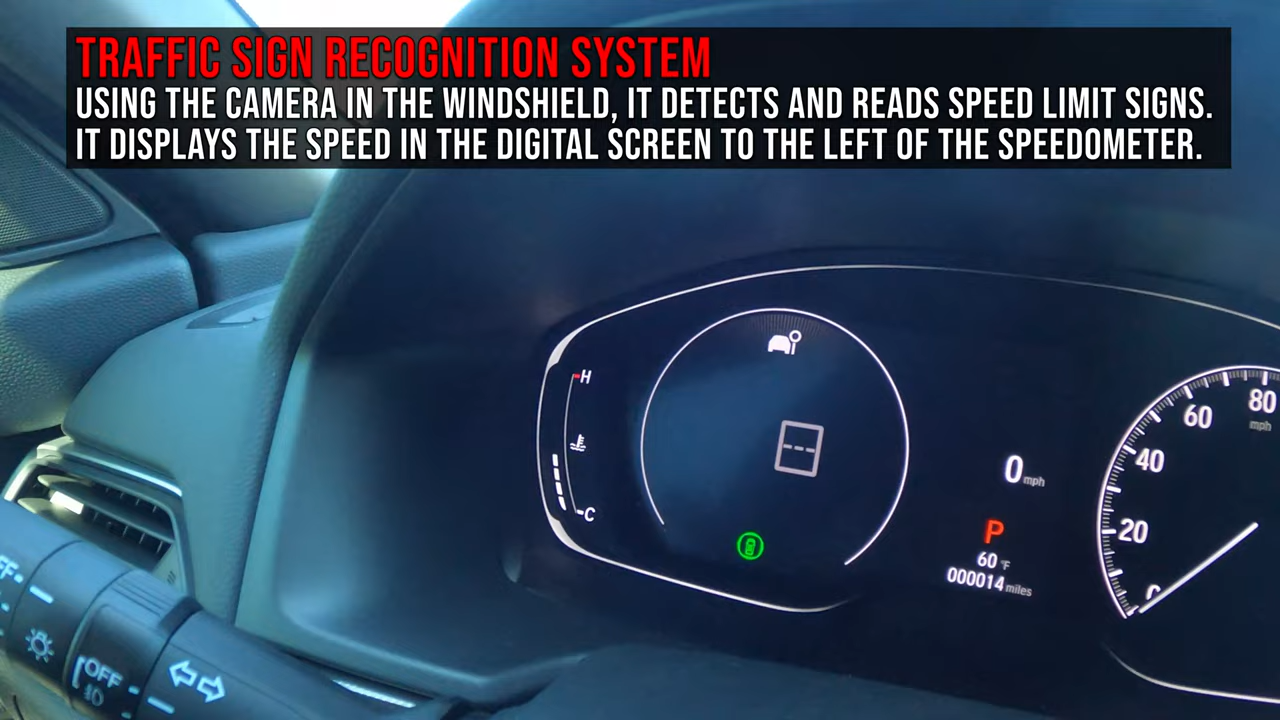 TRAFFIC SIGN RECOGNITION SYSTEM
USING THE CAMERA IN THE WINDSHIELD, IT DETECTS AND READS SPEED LIMIT SIGNS.
IT DISPLAYS THE SPEED IN THE DIGITAL SCREEN TO THE LEFT OF THE SPEEDOMETER.
H
C
---
0 mph
P
60 °F
000014 miles
80
mph
60
40
20
OFF